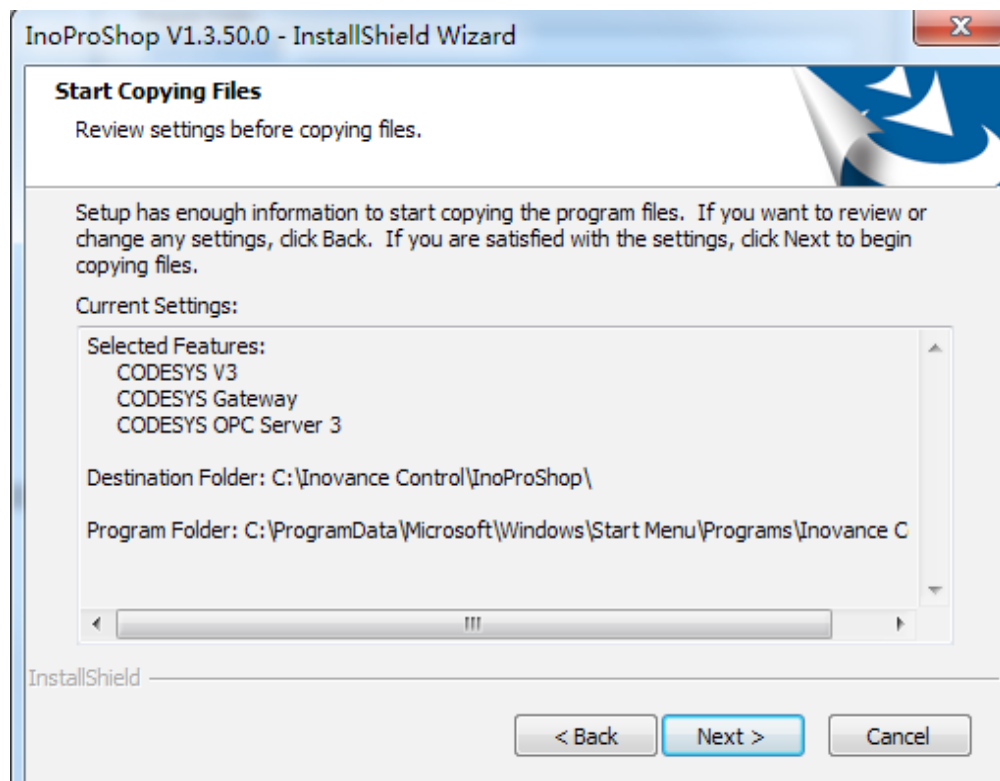 InoProShop V1.3.50.0 - InstallShield Wizard
Start Copying Files
Review settings before copying files.
Setup has enough information to start copying the program files.  If you want to review or
change any settings, click Back.  If you are satisfied with the settings, click Next to begin
copying files.
Current Settings:
Selected Features:
CODESYS V3
CODESYS Gateway
CODESYS OPC Server 3
Destination Folder: C:\Inovance Control\InoProShop\
Program Folder: C:\ProgramData\Microsoft\Windows\Start Menu\Programs\Inovance C
InstallShield
< Back
Next >
Cancel